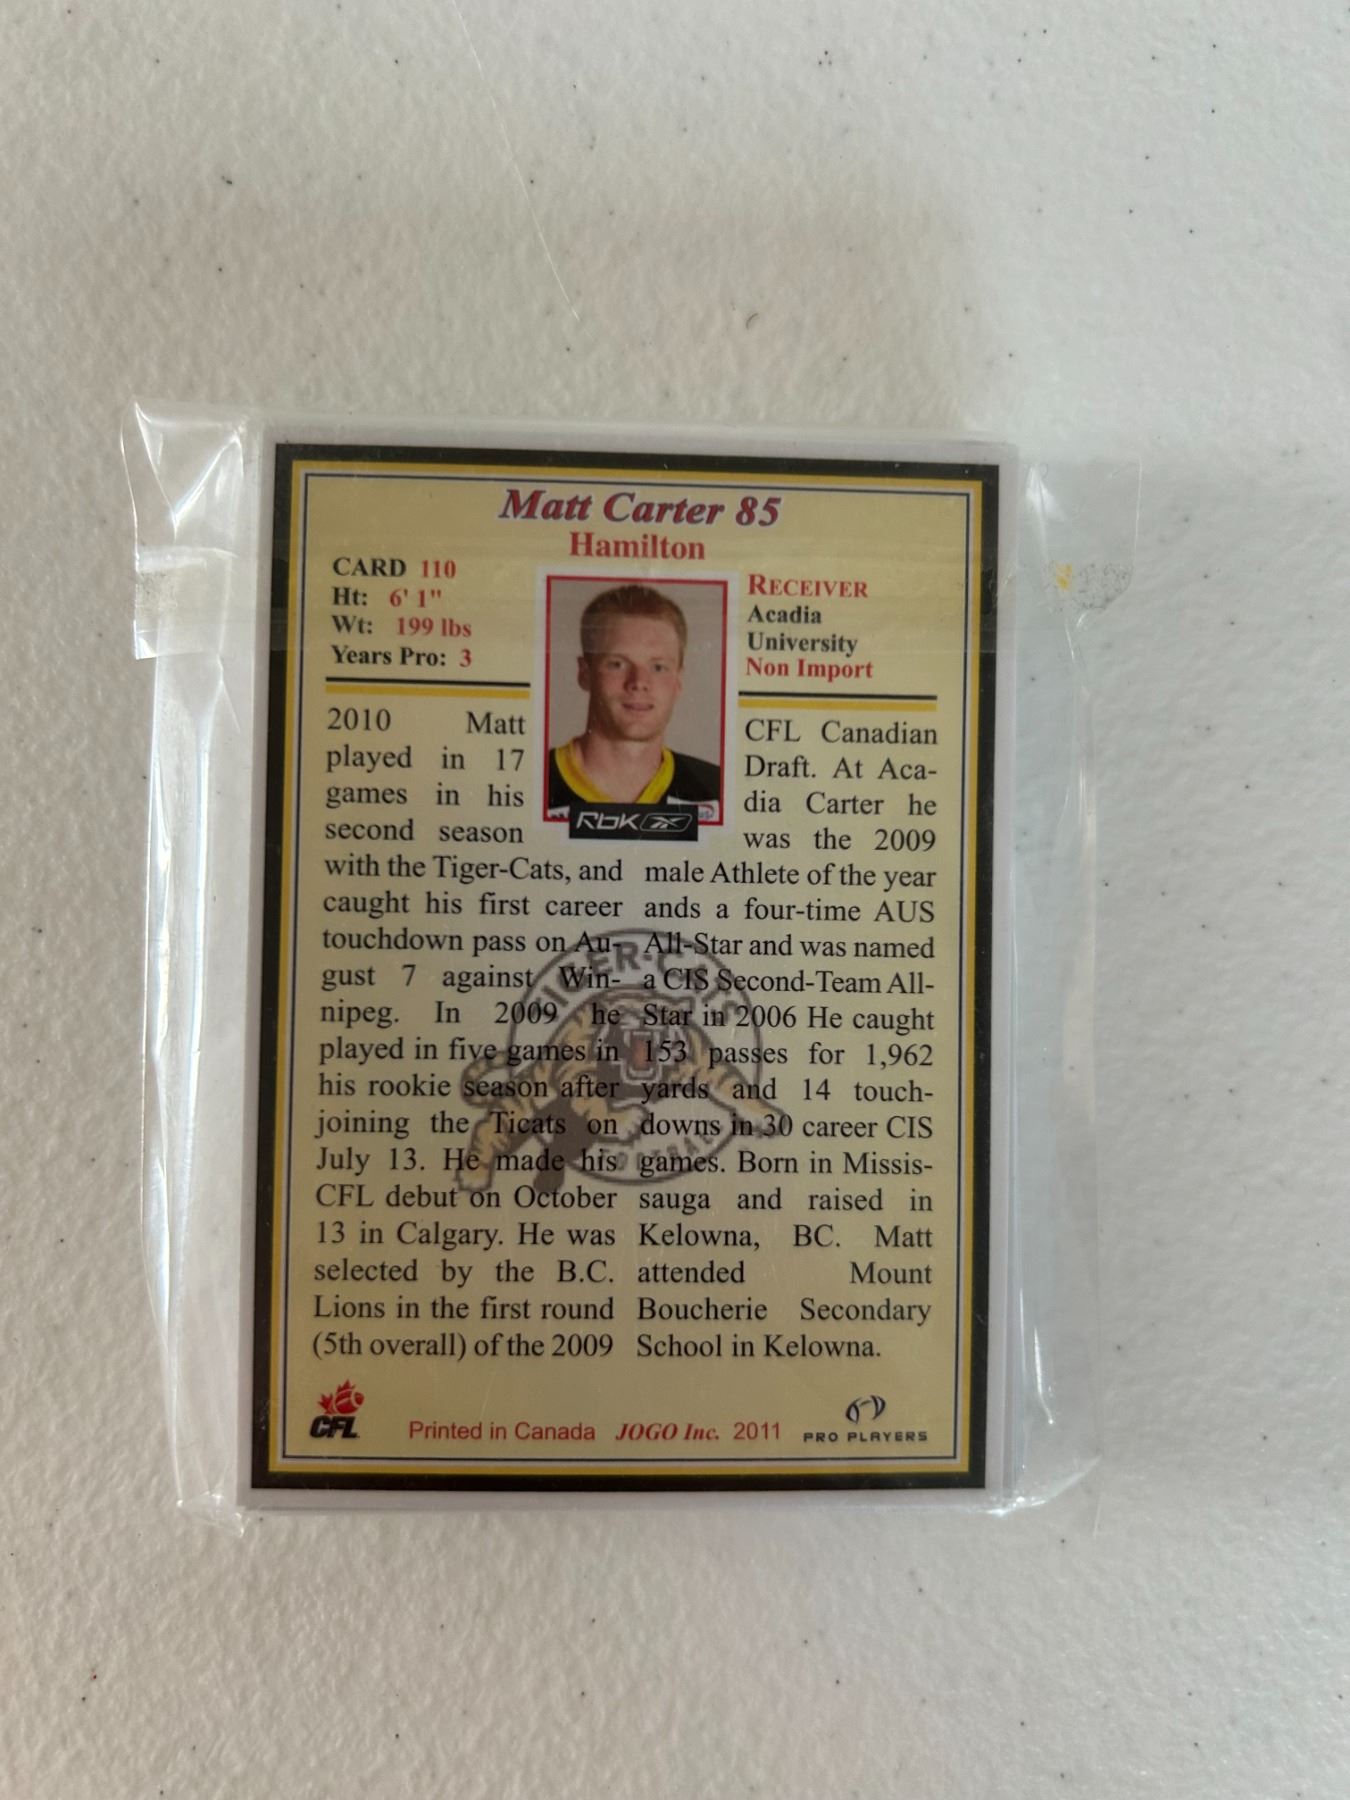 Matt Carter 85
Hamilton
CARD 110
Ht: 6' 1"
Wt: 199 lbs
Years Pro: 3
RECEIVER
Acadia
University
Non Import
RbK
2010 Matt
played in 17
games in his
second season
with the Tiger-Cats, and
caught his first career
touchdown pass on Au-
gust 7 against Win-
nipeg. In 2009 he
played in five games in
his rookie season after
joining the Ticats on
July 13. He made his
CFL debut on October
13 in Calgary. He was
selected by the B.C.
Lions in the first round
(5th overall) of the 2009
CFL Canadian
Draft. At Aca-
dia Carter he
was the 2009
male Athlete of the year
ands a four-time AUS
All-Star and was named
a CIS Second-Team All-
Star in 2006 He caught
153 passes for 1,962
yards and 14 touch-
downs in 30 career CIS
games. Born in Missis-
sauga and raised in
Kelowna, BC. Matt
attended Mount
Boucherie Secondary
School in Kelowna.
TIGER-CATS
FOOTBALL
CFL
Printed in Canada JOGO Inc. 2011
PRO PLAYERS